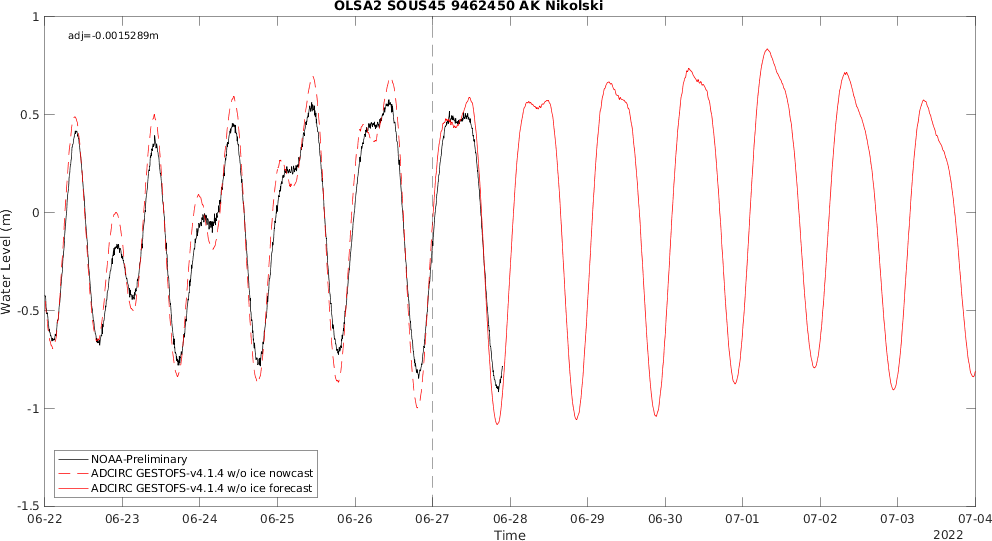 OLSA2 SOUS45 9462450 AK Nikolski
adj=-0.0015289m
1
0.5
0
-0.5
-1
-1.5
Water Level (m)
NOAA-Preliminary
ADCIRC GESTOFS-v4.1.4 w/o ice nowcast
ADCIRC GESTOFS-v4.1.4 w/o ice forecast
06-22 06-23 06-24 06-25 06-26 06-27 06-28 06-29 06-30 07-01 07-02 07-03 07-04
Time
2022